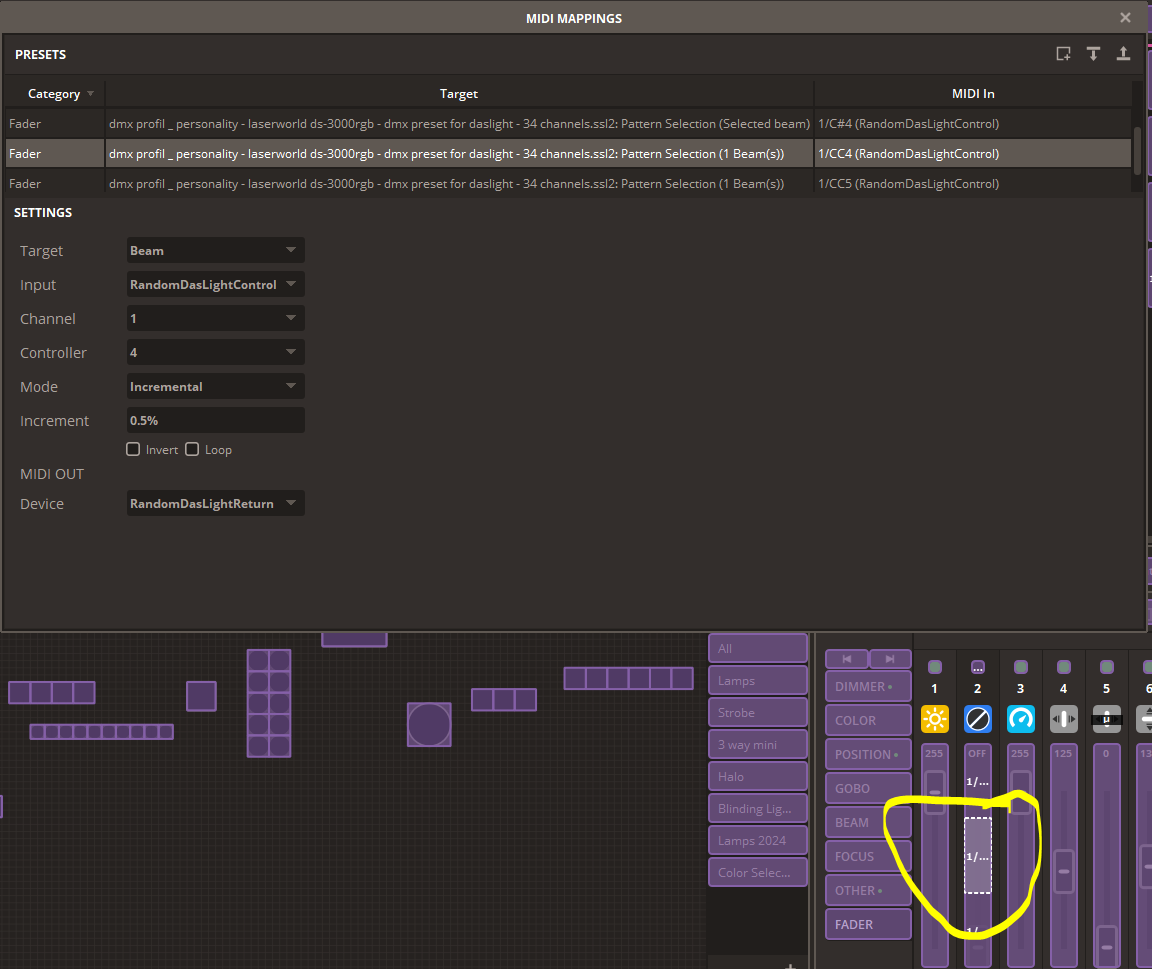 MIDI MAPPINGS
PRESETS
Category Target MIDI In
Fader dmx profil _ personality - laserworld ds-3000rgb - dmx preset for daslight - 34 channels.ssl2: Pattern Selection (Selected beam) 1/C#4 (RandomDasLightControl)
Fader dmx profil _ personality - laserworld ds-3000rgb - dmx preset for daslight - 34 channels.ssl2: Pattern Selection (1 Beam(s)) 1/CC4 (RandomDasLightControl)
Fader dmx profil _ personality - laserworld ds-3000rgb - dmx preset for daslight - 34 channels.ssl2: Pattern Selection (1 Beam(s)) 1/CC5 (RandomDasLightControl)
SETTINGS
Target Beam
Input RandomDasLightControl
Channel 1
Controller 4
Mode Incremental
Increment 0.5%
Invert Loop
MIDI OUT
Device RandomDasLightReturn
All
Lamps
Strobe
3 way mini
Halo
Blinding Lig...
Lamps 2024
Color Selec...
DIMMER
COLOR
POSITION
GOBO
BEAM
FOCUS
OTHER
FADER
...
1 2 3 4 5 6
255 OFF 255 125 0
1/...
1/...